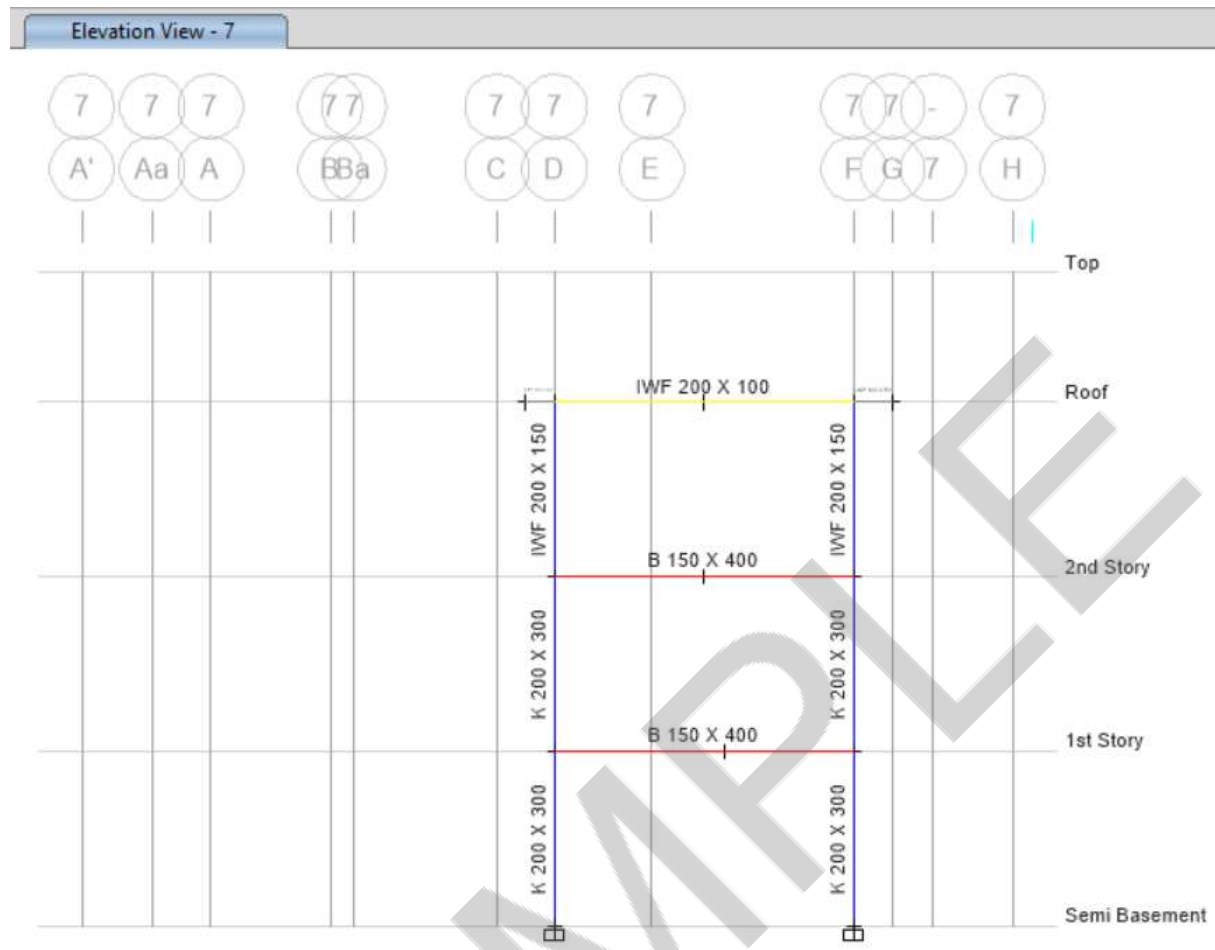 Elevation View - 7
7 7 7 7 7 7 7 7 7 7 - 7
A' Aa A B Ba C D E F G 7 H
Top
IWF 200 X 100
Roof
IWF 200 X 150
IWF 200 X 150
B 150 X 400
2nd Story
K 200 X 300
K 200 X 300
B 150 X 400
1st Story
K 200 X 300
K 200 X 300
Semi Basement
MPLE